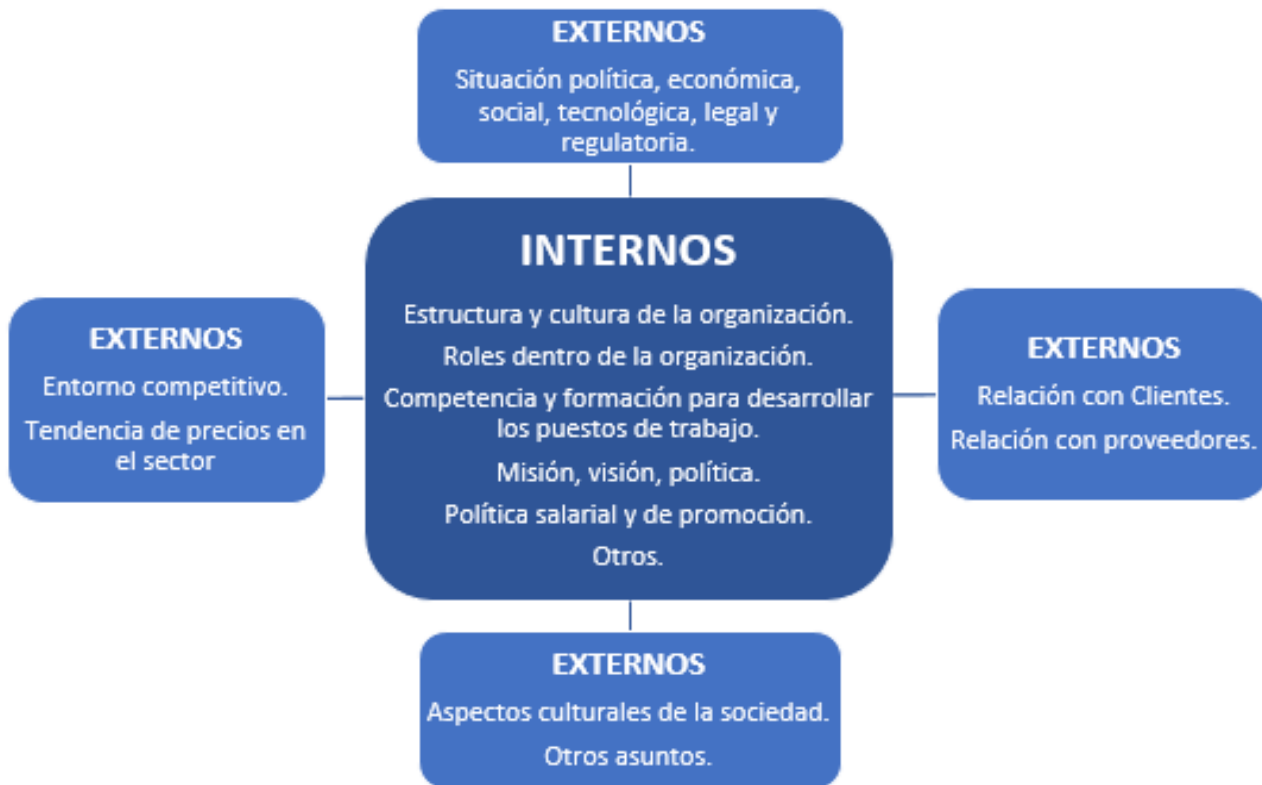 EXTERNOS
Situación política, económica,
social, tecnológica, legal y
regulatoria.
INTERNOS
Estructura y cultura de la organización.
Roles dentro de la organización.
Competencia y formación para desarrollar
los puestos de trabajo.
Misión, visión, política.
Política salarial y de promoción.
Otros.
EXTERNOS
Entorno competitivo.
Tendencia de precios en
el sector
EXTERNOS
Relación con Clientes.
Relación con proveedores.
EXTERNOS
Aspectos culturales de la sociedad.
Otros asuntos.